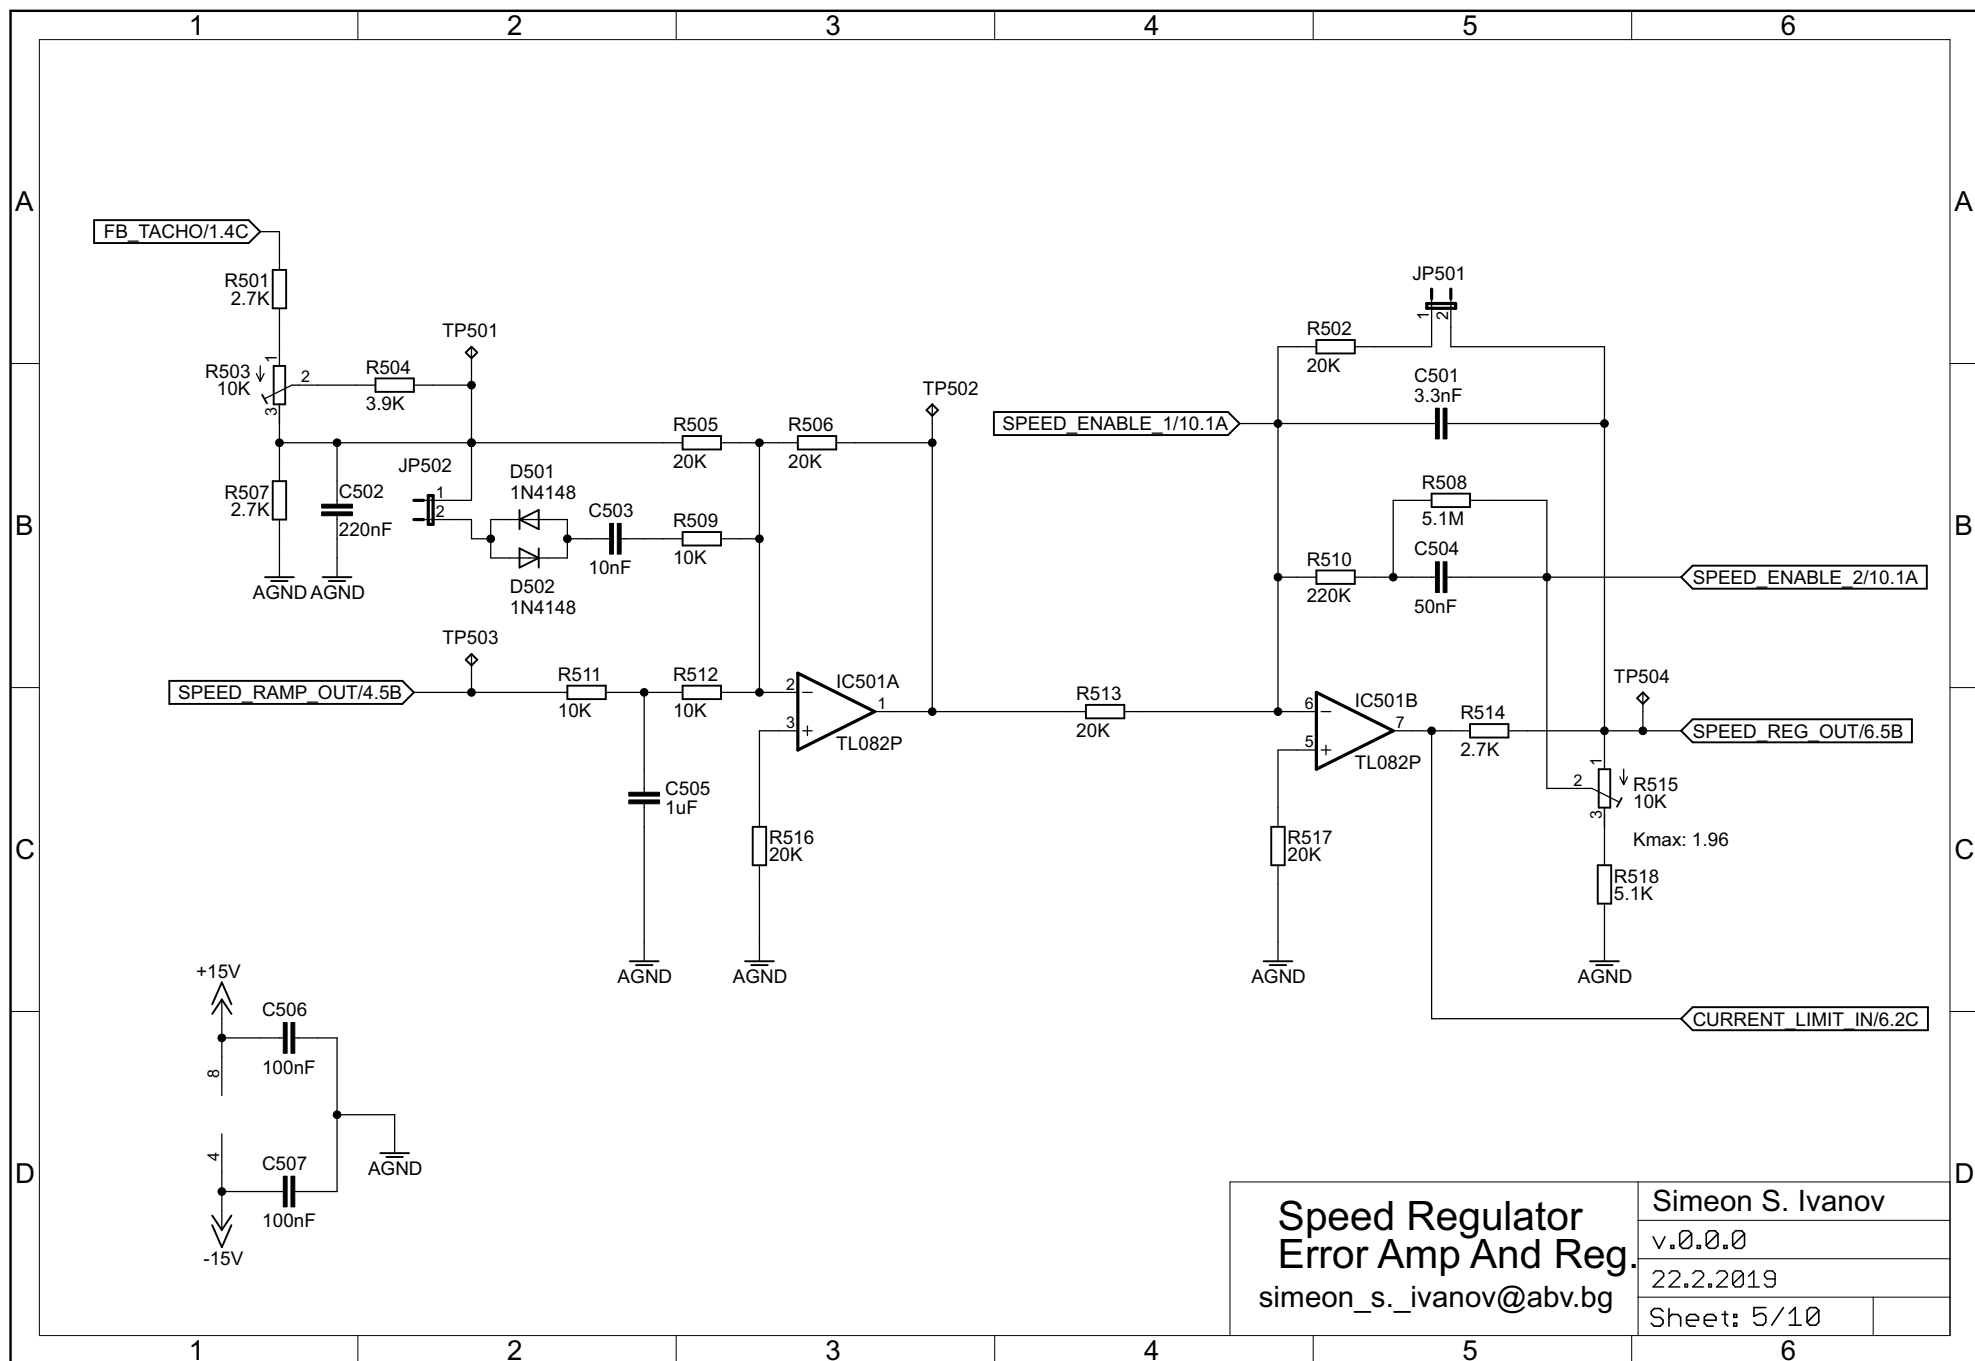 1 2 3 4 5 6
A A
FB_TACHO/1.4C
R501
2.7K
JP501
1 2
TP501
R502
20K
R503
10K
1
2
3
R504
3.9K
TP502
C501
3.3nF
SPEED_ENABLE_1/10.1A
R505
20K
R506
20K
JP502
1
2
D501
1N4148
R507
2.7K
C502
220nF
C503
10nF
R509
10K
R508
5.1M
B B
D502
1N4148
C504
50nF
R510
220K
SPEED_ENABLE_2/10.1A
AGND AGND
TP503
SPEED_RAMP_OUT/4.5B
R511
10K
R512
10K
2
3
1
IC501A
TL082P
R513
20K
6
5
7
IC501B
TL082P
R514
2.7K
TP504
SPEED_REG_OUT/6.5B
1
2
3
R515
10K
C505
1uF
R516
20K
R517
20K
Kmax: 1.96
C C
R518
5.1K
AGND AGND AGND AGND
+15V
C506
100nF
8
CURRENT_LIMIT_IN/6.2C
4
C507
100nF
AGND
-15V
D D
Speed Regulator
Error Amp And Reg.
simeon_s._ivanov@abv.bg
Simeon S. Ivanov
v.0.0.0
22.2.2019
Sheet: 5/10
1 2 3 4 5 6